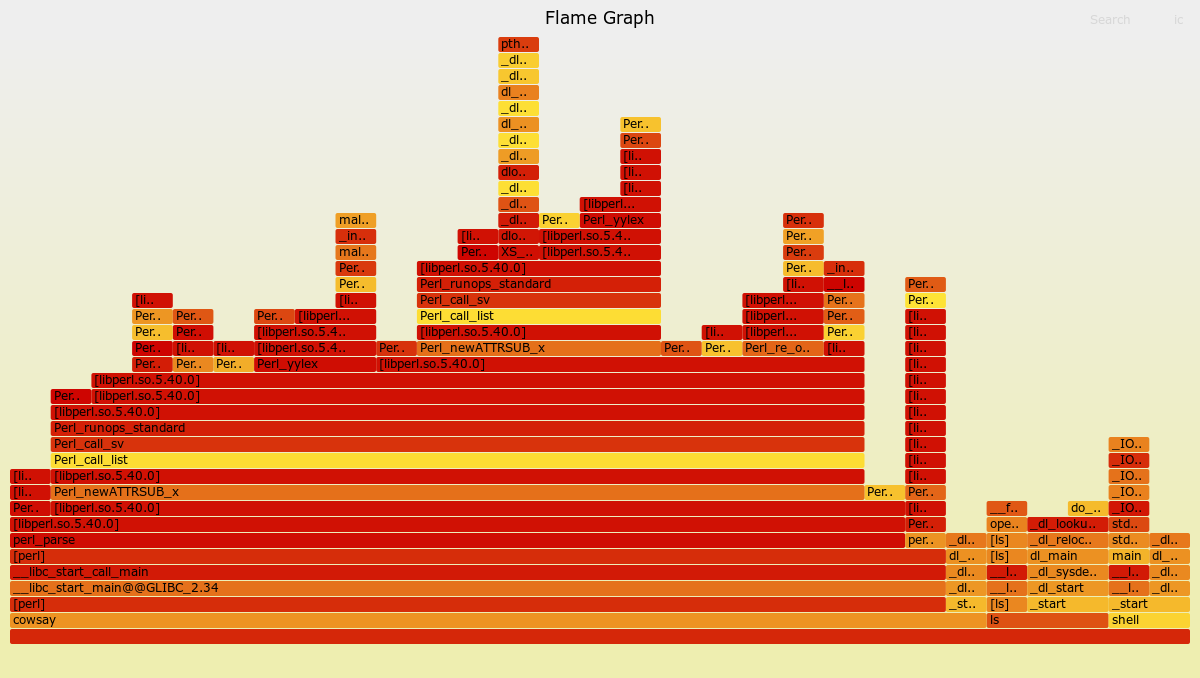 Flame Graph
Search ic
pth..
_dl..
_dl..
dl_..
_dl..
dl_.. Per..
_dl.. Per..
_dl.. [li..
dlo.. [li..
_dl.. [li..
_dl.. [libperl...
mal.. _dl.. Per.. Perl_yylex Per..
_in.. [li.. dlo.. [libperl.so.5.4.. Per..
mal.. Per.. XS_.. [libperl.so.5.4.. Per..
Per.. [libperl.so.5.40.0] Per.. _in..
Per.. Perl_runops_standard [li.. __l.. Per..
[li.. [li.. Perl_call_sv [libperl... Per.. Per..
Per.. Per.. Per.. [libperl... Perl_call_list [libperl... Per.. [li..
Per.. Per.. [libperl.so.5.4.. [libperl.so.5.40.0] [li.. [libperl... Per.. [li..
Per.. [li.. [li.. [libperl.so.5.4.. Per.. Perl_newATTRSUB_x Per.. Per.. Perl_re_o.. [li.. [li..
Per.. Per.. Per.. Perl_yylex [libperl.so.5.40.0] [li..
[libperl.so.5.40.0] [li..
Per.. [libperl.so.5.40.0] [li..
[libperl.so.5.40.0] [li..
Perl_runops_standard [li..
Perl_call_sv [li.. _IO..
Perl_call_list [li.. _IO..
[li.. [libperl.so.5.40.0] [li.. _IO..
[li.. Perl_newATTRSUB_x Per.. Per.. _IO..
Per.. [libperl.so.5.40.0] [li.. __f.. do_.. _IO..
[libperl.so.5.40.0] Per.. ope.. _dl_looku.. std..
perl_parse per.. _dl.. [ls] _dl_reloc.. std.. _dl..
[perl] dl_.. [ls] dl_main main dl_..
__libc_start_call_main _dl.. __l.. _dl_sysde.. __l.. _dl..
__libc_start_main@@GLIBC_2.34 _dl.. __l.. _dl_start __l.. _dl..
[perl] _st.. [ls] _start _start
cowsay ls shell